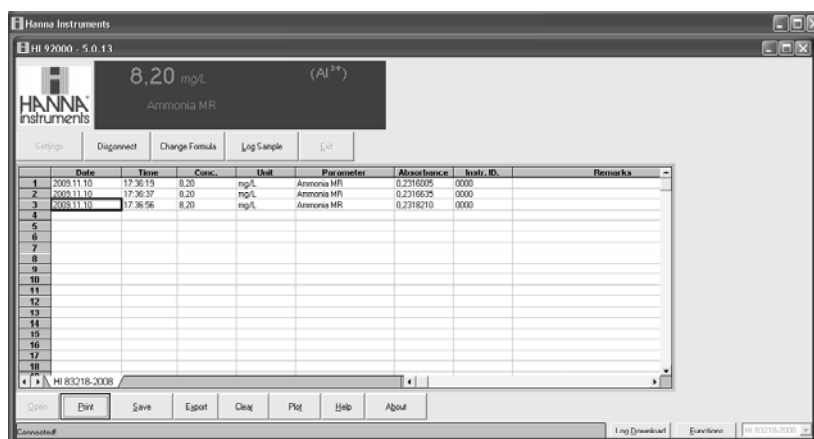 Hanna Instruments
HI 92000 - 5.0.13
HANNA instruments
8,20 mg/L (Al3+)
Ammonia MR
Settings Disconnect Change Formula Log Sample Exit
Date Time Conc. Unit Parameter Absorbance Instr. ID. Remarks
1 2009.11.10 17:36:19 8,20 mg/L Ammonia MR 0.2316005 0000
2 2009.11.10 17:36:37 8,20 mg/L Ammonia MR 0.2316635 0000
3 2009.11.10 17:36:56 8,20 mg/L Ammonia MR 0.2318210 0000
4
5
6
7
8
9
10
11
12
13
14
15
16
17
18
HI 83218-2008
Open Print Save Export Clear Plot Help About
Connected! Log Download Functions HI 83218-2008